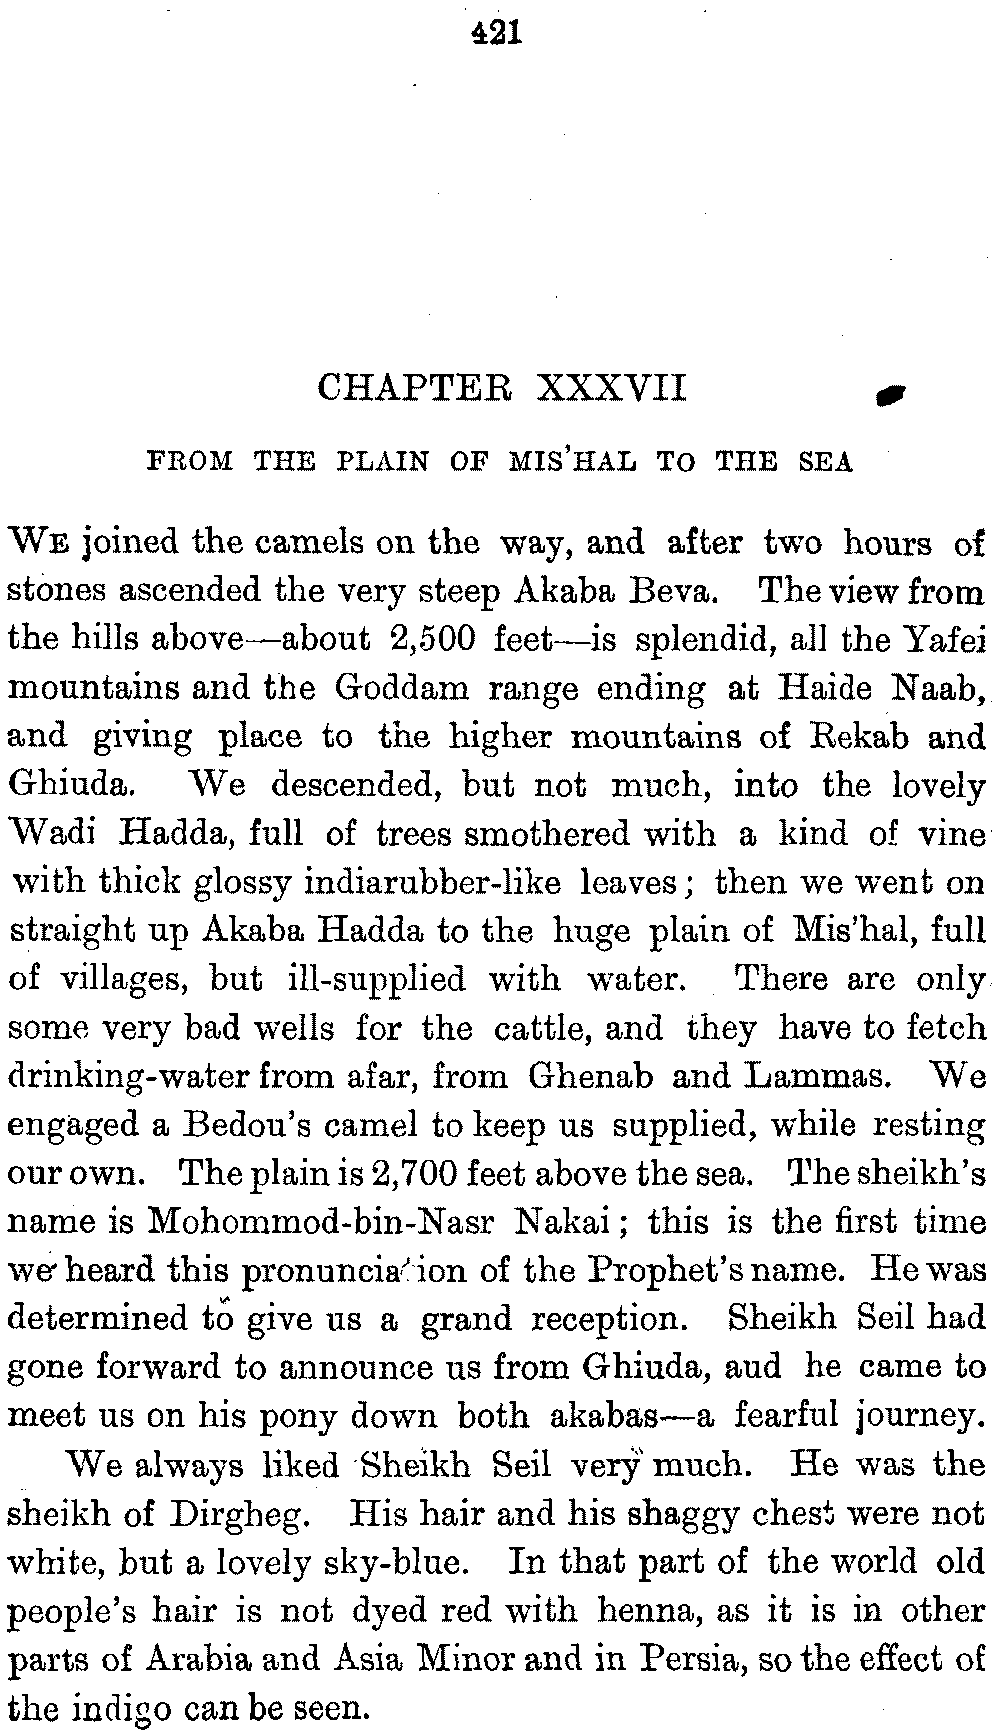 421
CHAPTER XXXVII
FROM THE PLAIN OF MIS'HAL TO THE SEA
WE joined the camels on the way, and after two hours of
stones ascended the very steep Akaba Beva. The view from
the hills above—about 2,500 feet—is splendid, all the Yafei
mountains and the Goddam range ending at Haide Naab,
and giving place to the higher mountains of Rekab and
Ghiuda. We descended, but not much, into the lovely
Wadi Hadda, full of trees smothered with a kind of vine
with thick glossy indiarubber-like leaves; then we went on
straight up Akaba Hadda to the huge plain of Mis'hal, full
of villages, but ill-supplied with water. There are only
some very bad wells for the cattle, and they have to fetch
drinking-water from afar, from Ghenab and Lammas. We
engaged a Bedou's camel to keep us supplied, while resting
our own. The plain is 2,700 feet above the sea. The sheikh's
name is Mohommod-bin-Nasr Nakai; this is the first time
we heard this pronunciation of the Prophet's name. He was
determined to give us a grand reception. Sheikh Seil had
gone forward to announce us from Ghiuda, aud he came to
meet us on his pony down both akabas—a fearful journey.
We always liked Sheikh Seil very much. He was the
sheikh of Dirgheg. His hair and his shaggy chest were not
white, but a lovely sky-blue. In that part of the world old
people's hair is not dyed red with henna, as it is in other
parts of Arabia and Asia Minor and in Persia, so the effect of
the indigo can be seen.